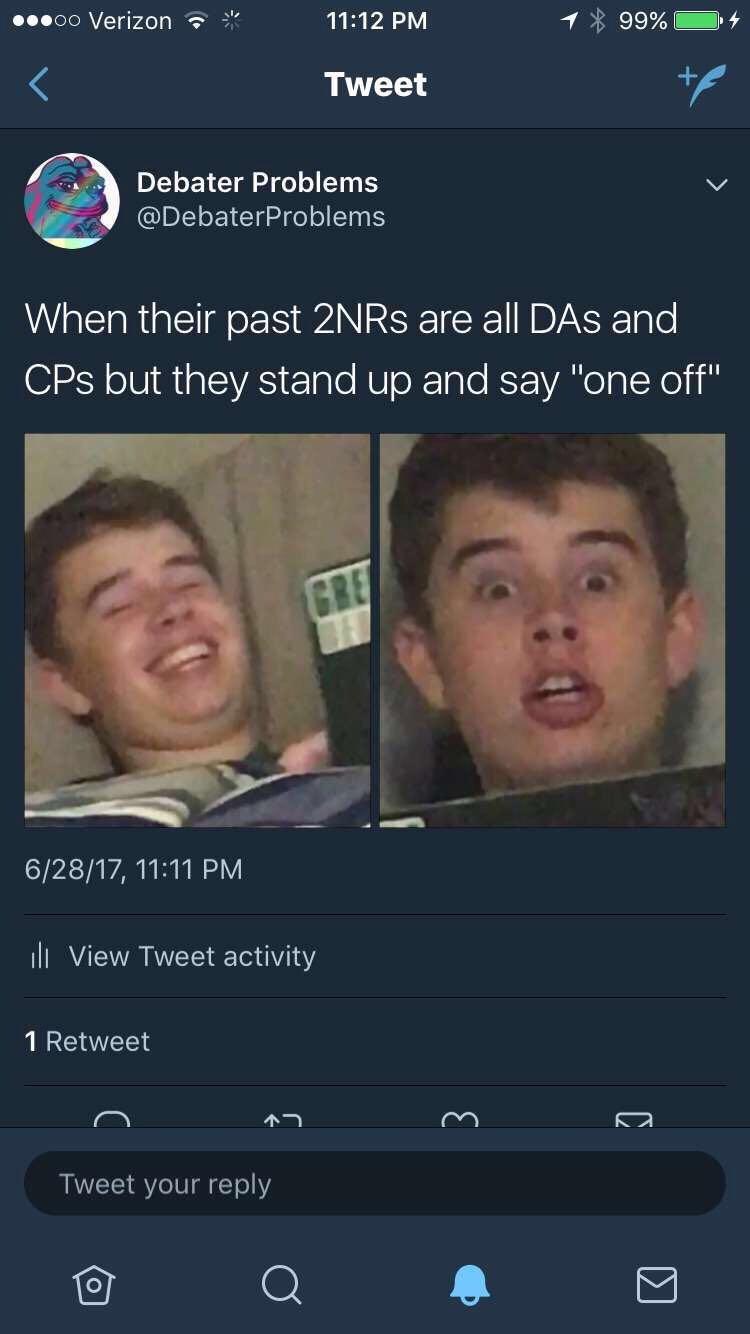 Verizon 11:12 PM 99%
Tweet
Debater Problems
@DebaterProblems
When their past 2NRs are all DAs and
CPs but they stand up and say "one off"
6/28/17, 11:11 PM
View Tweet activity
1 Retweet
Tweet your reply